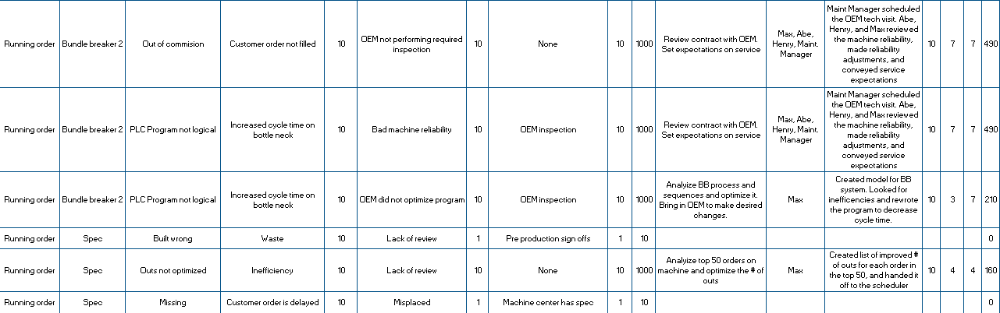 Running order Bundle breaker 2 Out of commision Customer order not filled 10 OEM not performing required inspection 10 None 10 1000 Review contract with OEM. Set expectations on service Max, Abe, Henry, Maint. Manager Maint Manager scheduled the OEM tech visit. Abe, Henry, and Max reviewed the machine reliability, made reliability adjustments, and conveyed service expectations 10 7 7 490
Running order Bundle breaker 2 PLC Program not logical Increased cycle time on bottle neck 10 Bad machine reliability 10 OEM inspection 10 1000 Review contract with OEM. Set expectations on service Max, Abe, Henry, Maint. Manager Maint Manager scheduled the OEM tech visit. Abe, Henry, and Max reviewed the machine reliability, made reliability adjustments, and conveyed service expectations 10 7 7 490
Running order Bundle breaker 2 PLC Program not logical Increased cycle time on bottle neck 10 OEM did not optimize program 10 OEM inspection 10 1000 Analyize BB process and sequences and optimize it. Bring in OEM to make desired changes. Max Created model for BB system. Looked for inefficencies and rewrote the program to decrease cycle time. 10 3 7 210
Running order Spec Built wrong Waste 10 Lack of review 1 Pre production sign offs 1 10 0
Running order Spec Outs not optimized Inefficiency 10 Lack of review 10 None 10 1000 Analyize top 50 orders on machine and optimize the # of outs Max Created list of improved # of outs for each order in the top 50, and handed it off to the scheduler 10 4 4 160
Running order Spec Missing Customer order is delayed 10 Misplaced 1 Machine center has spec 1 10 0